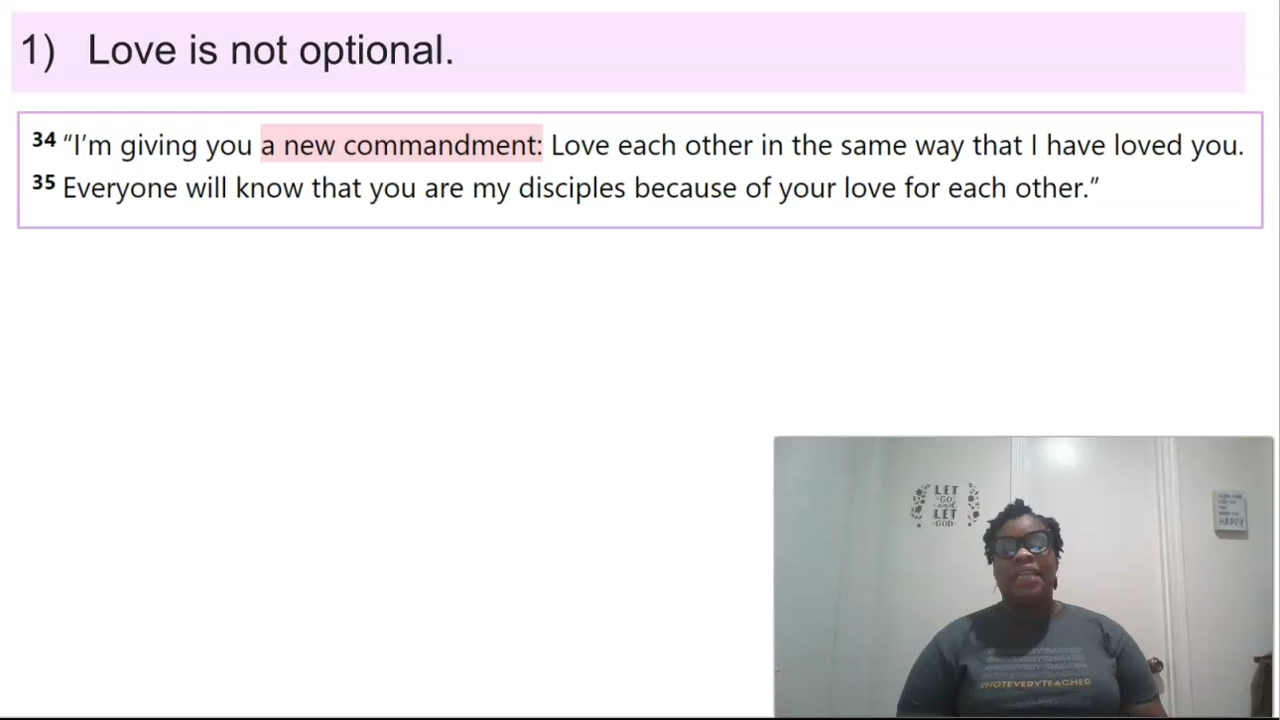 1) Love is not optional.
34 “I’m giving you a new commandment: Love each other in the same way that I have loved you.
35 Everyone will know that you are my disciples because of your love for each other.”
LET
GO
and
LET
GOD
HAPPY
#NOTEVERYTEACHER